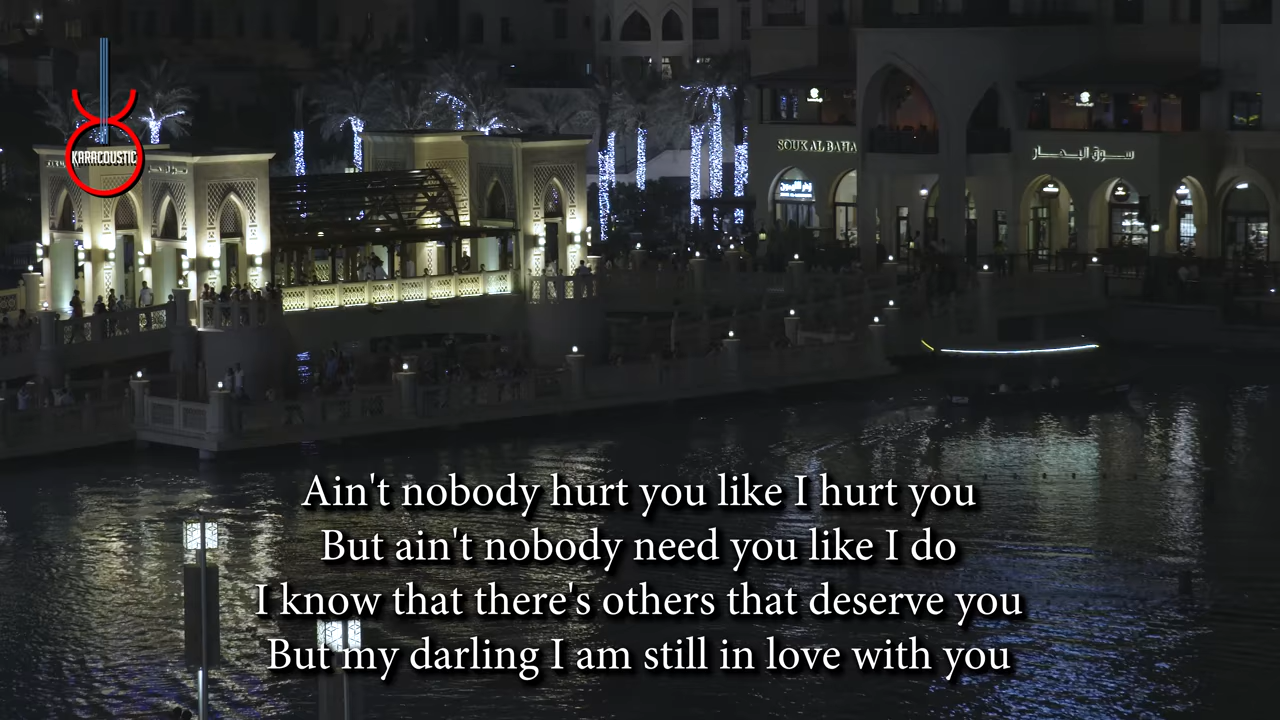 KARACOUSTIC
SOUK AL BAHA
سوق البحار
Ain't nobody hurt you like I hurt you
But ain't nobody need you like I do
I know that there's others that deserve you
But my darling I am still in love with you